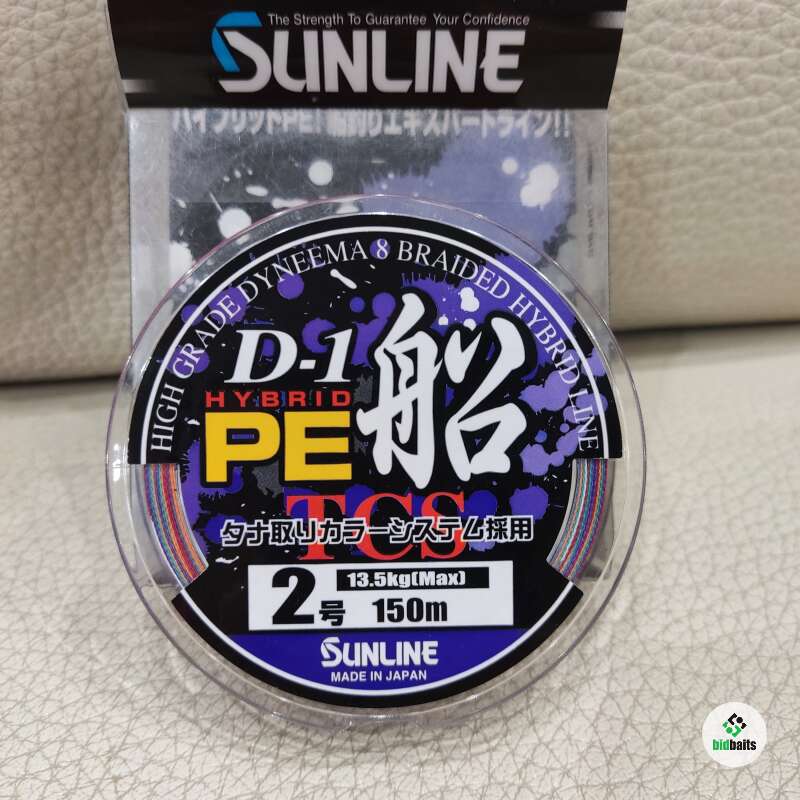 The Strength To Guarantee Your Confidence
SUNLINE
ハイブリッドPE! 船釣りエキスパートライン!!
HIGH GRADE DYNEEMA 8 BRAIDED HYBRID LINE
D-1 船
HYBRID
PE
TCS
タナ取りカラーシステム採用
13.5kg(Max)
2号 150m
SUNLINE
MADE IN JAPAN
bidbaits